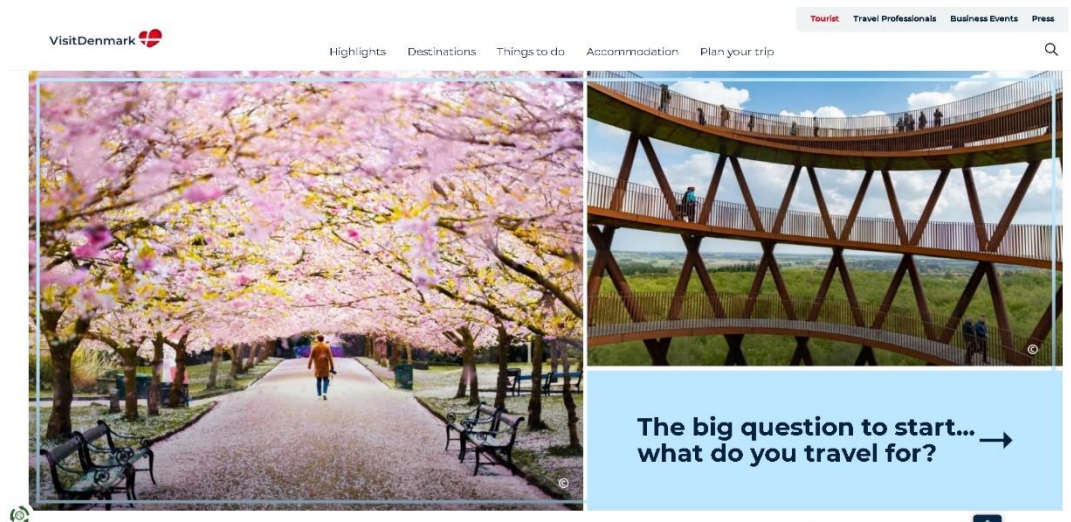 Tourist Travel Professionals Business Events Press
VisitDenmark
Highlights Destinations Things to do Accommodation Plan your trip
©
©
The big question to start...
what do you travel for?